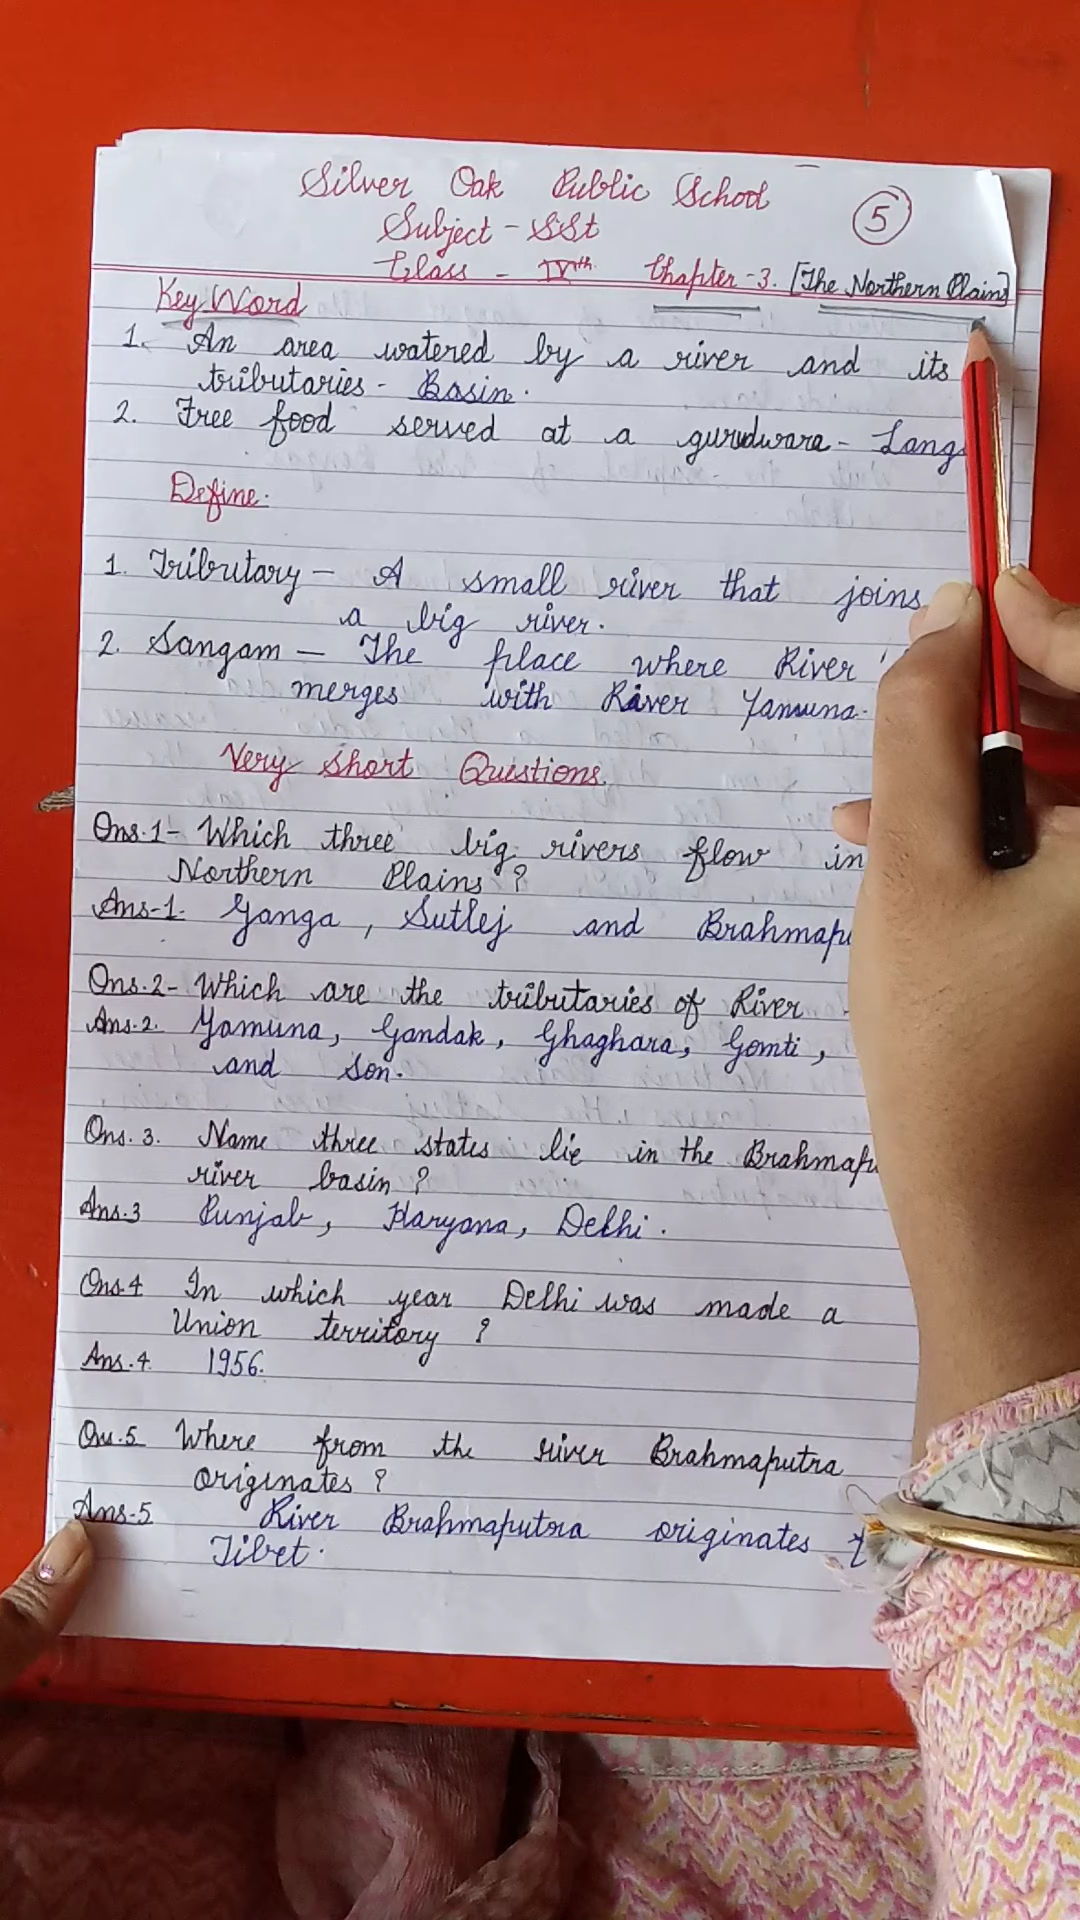 Silver Oak Public School
5
Subject - S.St
Class - IVth Chapter-3. [The Northern Plains]
Key Word
1. An area watered by a river and its
tributaries - Basin.
2. Free food served at a gurudwara - Lang
Define.
1. Tributary - A small river that joins
a big river.
2. Sangam - The place where River
merges with River Yamuna.
Very Short Questions
Qns.1- Which three big rivers flow in
Northern Plains ?
Ans-1. Ganga, Sutlej and Brahmapu
Qns.2- Which are the tributaries of River
Ans.2. Yamuna, Gandak, Ghaghara, Gomti,
and Son.
Qns. 3. Name three states lie in the Brahmapu
river basin ?
Ans.3 Punjab, Haryana, Delhi.
Qns.4 In which year Delhi was made a
Union territory ?
Ans.4. 1956.
Qns.5 Where from the river Brahmaputra
originates ?
Ans-5 River Brahmaputra originates
Tibet.